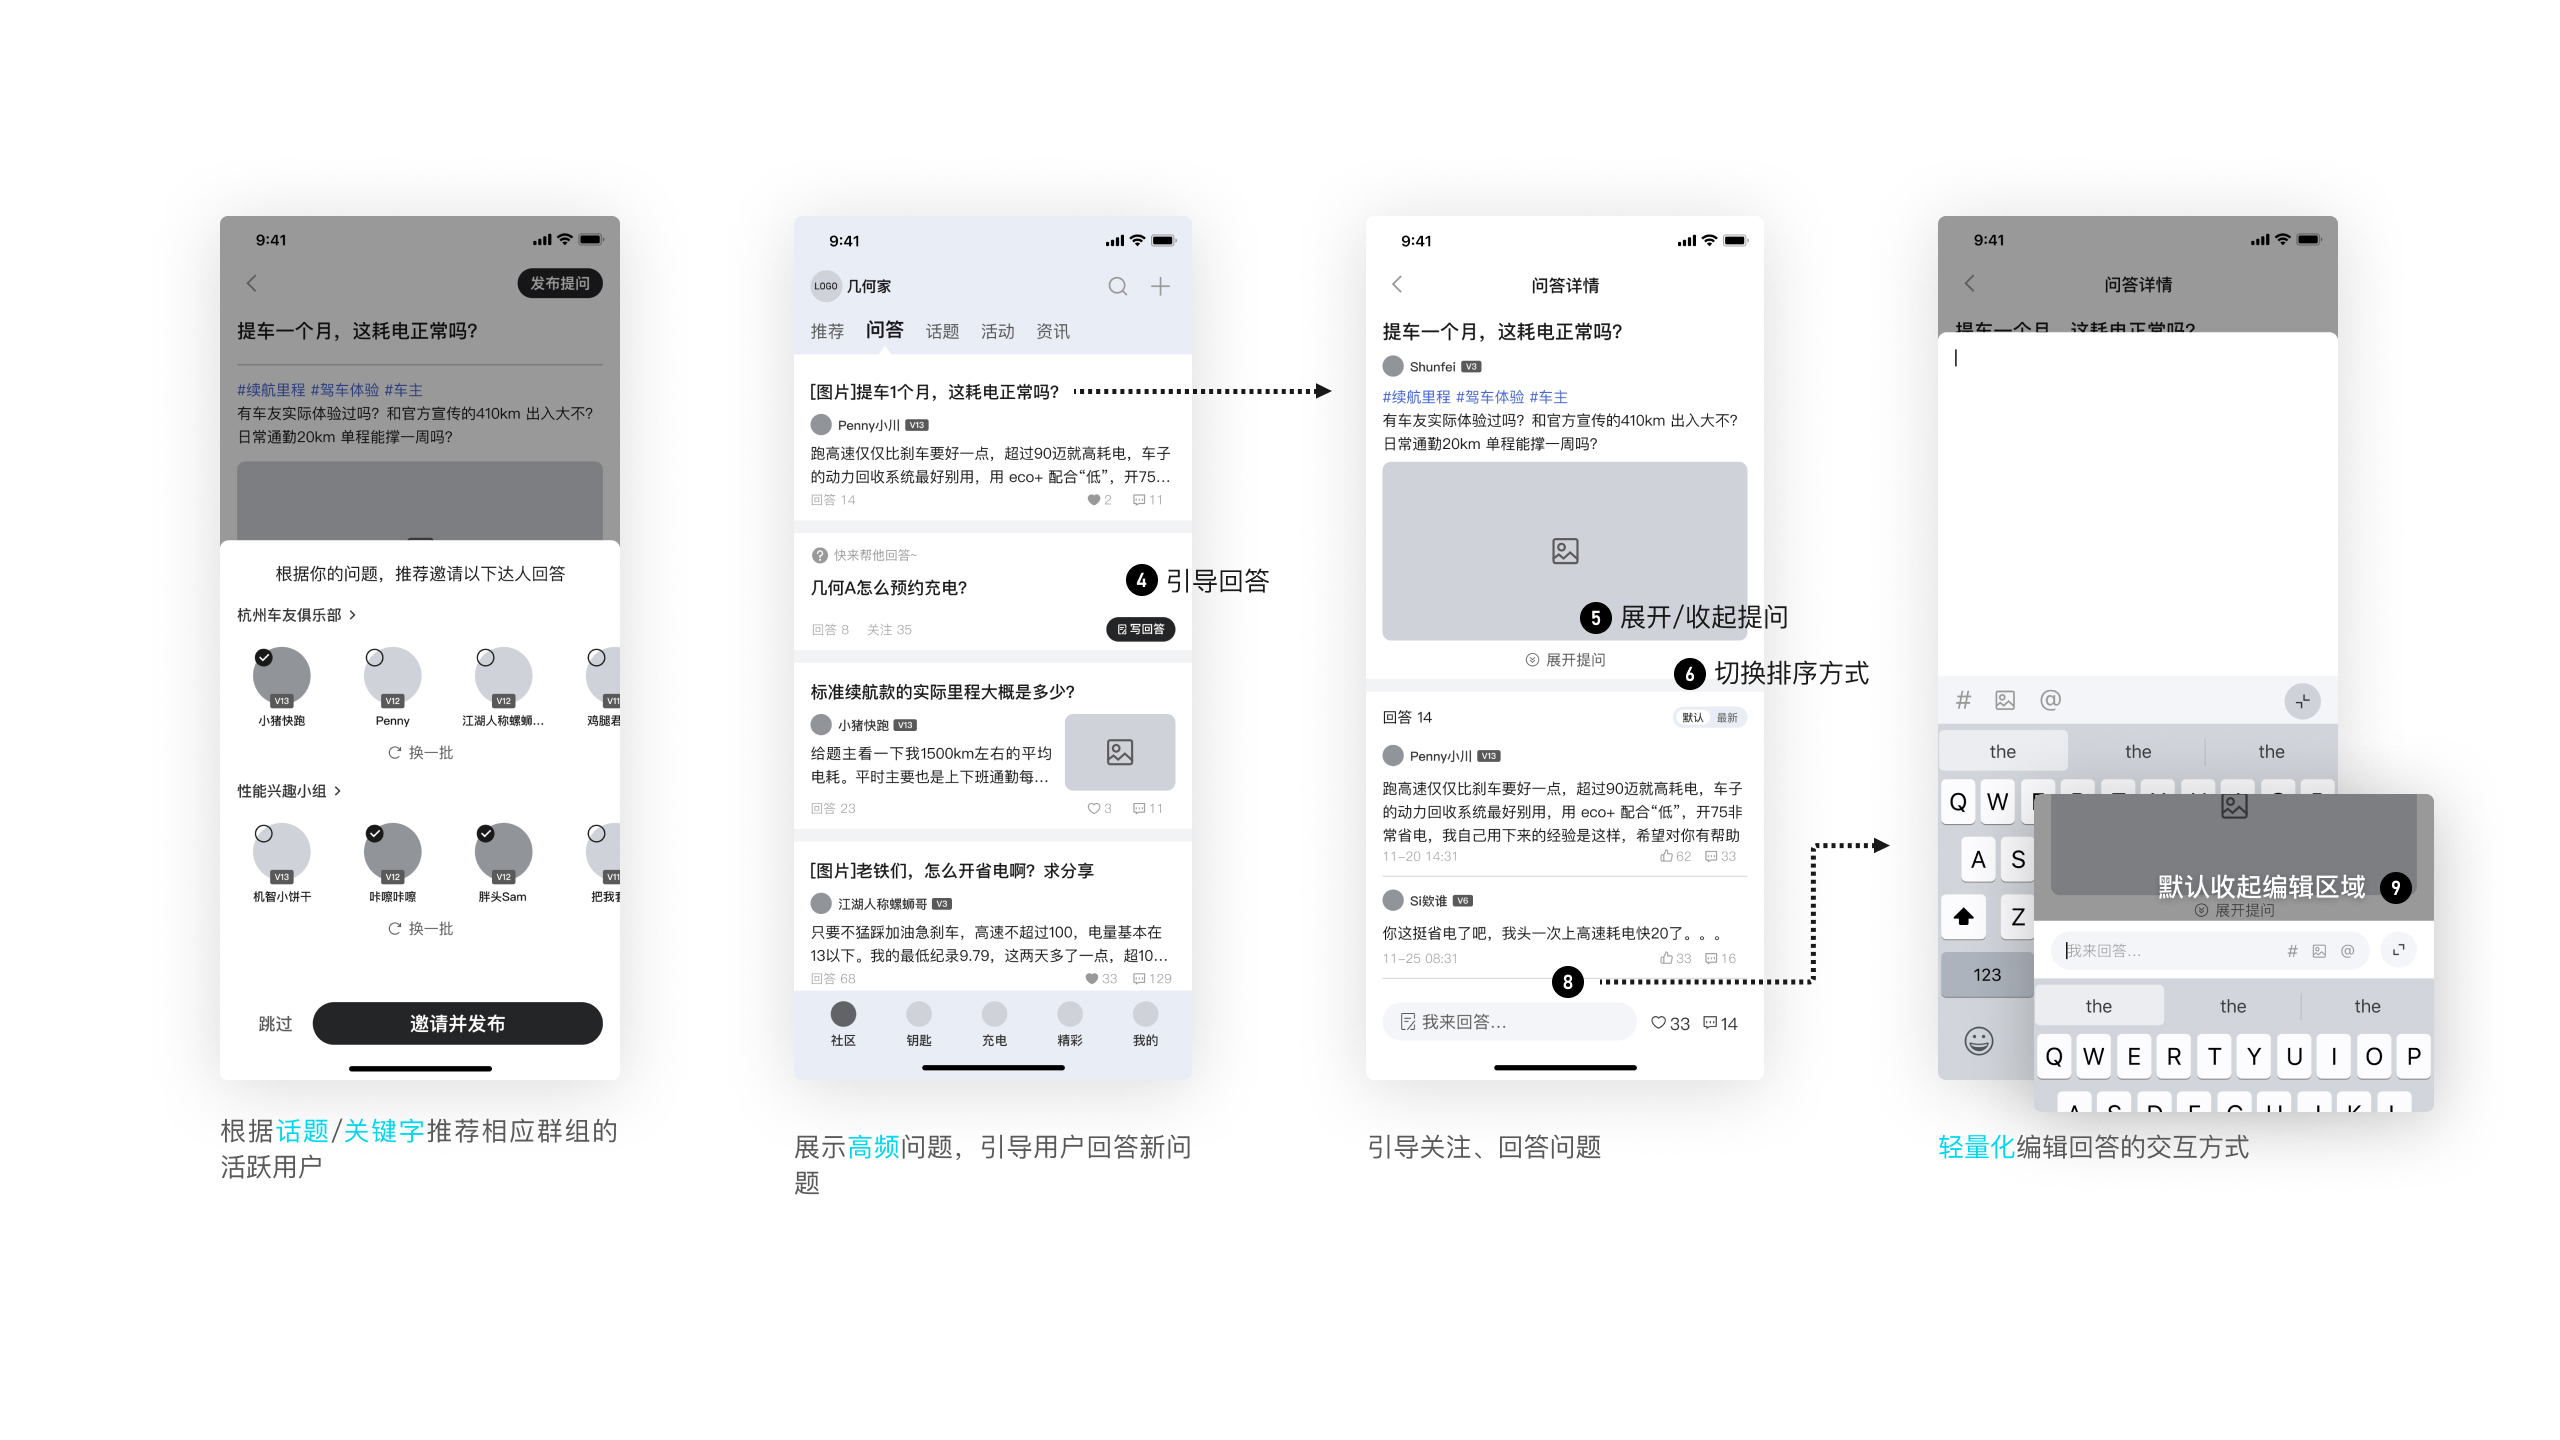 9:41
发布提问
提车一个月，这耗电正常吗？
#续航里程 #驾车体验 #车主
有车友实际体验过吗？和官方宣传的410km 出入大不？
日常通勤20km 单程能撑一周吗？
根据你的问题，推荐邀请以下达人回答
杭州车友俱乐部
V13 V12 V12 V11
小猪快跑 Penny 江湖人称螺蛳... 鸡腿君
换一批
性能兴趣小组
V13 V12 V12 V11
机智小饼干 咔嚓咔嚓 胖头Sam 把我
换一批
跳过 邀请并发布
根据话题/关键字推荐相应群组的
活跃用户
9:41
LOGO 几何家
推荐 问答 话题 活动 资讯
[图片]提车1个月，这耗电正常吗？
Penny小川 V13
跑高速仅仅比刹车要好一点，超过90迈就高耗电，车子
的动力回收系统最好别用，用 eco+ 配合“低”，开75...
回答 14 2 11
快来帮他回答~
几何A怎么预约充电？
4 引导回答
回答 8 关注 35 写回答
标准续航款的实际里程大概是多少？
小猪快跑 V13
给题主看一下我1500km左右的平均
电耗。平时主要也是上下班通勤每...
回答 23 3 11
[图片]老铁们，怎么开省电啊？求分享
江湖人称螺蛳哥 V3
只要不猛踩加油急刹车，高速不超过100，电量基本在
13以下。我的最低纪录9.79，这两天多了一点，超10...
回答 68 33 129
社区 钥匙 充电 精彩 我的
展示高频问题，引导用户回答新问
题
9:41
问答详情
提车一个月，这耗电正常吗？
Shunfei V3
#续航里程 #驾车体验 #车主
有车友实际体验过吗？和官方宣传的410km 出入大不？
日常通勤20km 单程能撑一周吗？
5 展开/收起提问
展开提问
6 切换排序方式
回答 14 默认 最新
Penny小川 V13
跑高速仅仅比刹车要好一点，超过90迈就高耗电，车子
的动力回收系统最好别用，用 eco+ 配合“低”，开75非
常省电，我自己用下来的经验是这样，希望对你有帮助
11-20 14:31 62 33
Si欸谁 V6
你这挺省电了吧，我头一次上高速耗电快20了。。。
11-25 08:31 33 16
8
我来回答... 33 14
引导关注、回答问题
9:41
问答详情
提车一个月，这耗电正常吗？
# @
the the the
Q W
A S
Z
123
默认收起编辑区域 9
展开提问
我来回答... # @
the the the
Q W E R T Y U I O P
A S D F G H J K L
轻量化编辑回答的交互方式